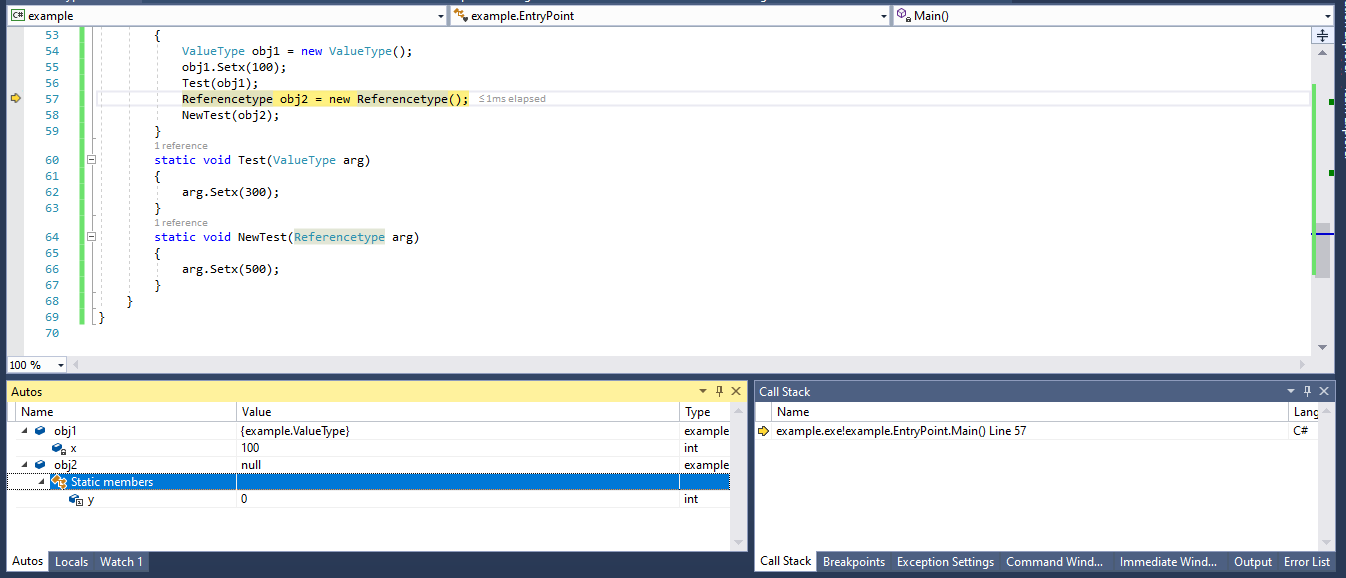 example example.EntryPoint Main()
53 {
54 ValueType obj1 = new ValueType();
55 obj1.Setx(100);
56 Test(obj1);
57 Referencetype obj2 = new Referencetype(); ≤1ms elapsed
58 NewTest(obj2);
59 }
1 reference
60 static void Test(ValueType arg)
61 {
62 arg.Setx(300);
63 }
1 reference
64 static void NewTest(Referencetype arg)
65 {
66 arg.Setx(500);
67 }
68 }
69 }
70
100 %
Autos
Name Value Type
obj1 {example.ValueType} example
x 100 int
obj2 null example
Static members
y 0 int
Autos Locals Watch 1
Call Stack
Name Lang
example.exe!example.EntryPoint.Main() Line 57 C#
Call Stack Breakpoints Exception Settings Command Wind... Immediate Wind... Output Error List